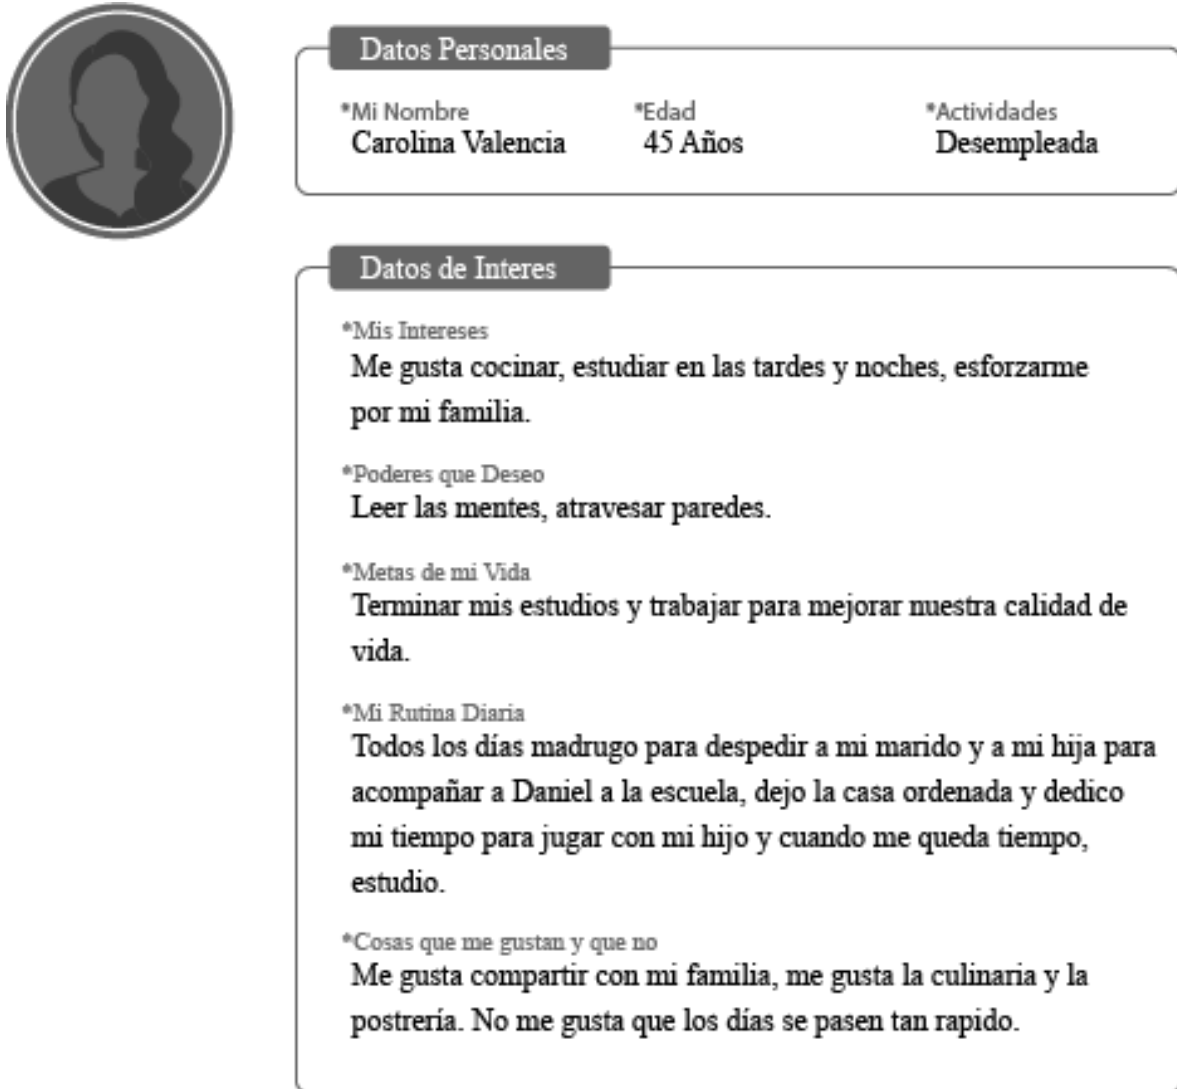 Datos Personales
*Mi Nombre
Carolina Valencia
*Edad
45 Años
*Actividades
Desempleada
Datos de Interes
*Mis Intereses
Me gusta cocinar, estudiar en las tardes y noches, esforzarme
por mi familia.
*Poderes que Deseo
Leer las mentes, atravesar paredes.
*Metas de mi Vida
Terminar mis estudios y trabajar para mejorar nuestra calidad de
vida.
*Mi Rutina Diaria
Todos los días madrugo para despedir a mi marido y a mi hija para
acompañar a Daniel a la escuela, dejo la casa ordenada y dedico
mi tiempo para jugar con mi hijo y cuando me queda tiempo,
estudio.
*Cosas que me gustan y que no
Me gusta compartir con mi familia, me gusta la culinaria y la
postrería. No me gusta que los días se pasen tan rapido.